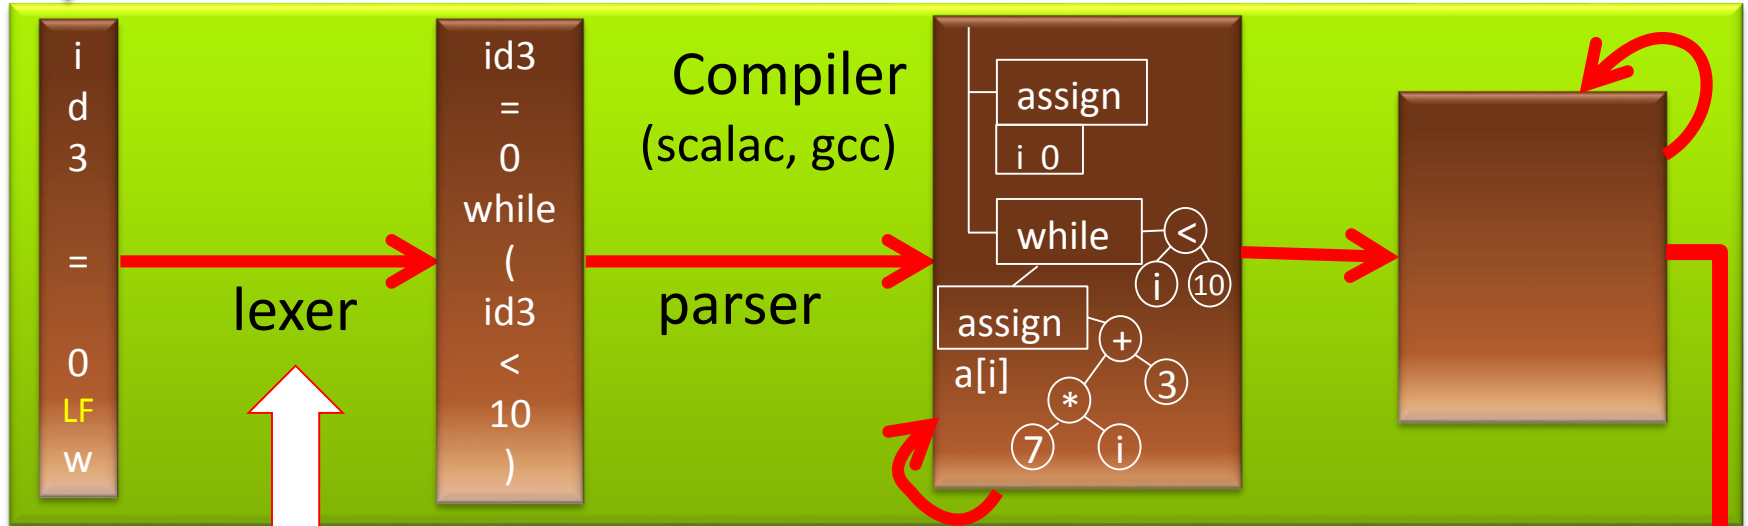 i
d
3
=
0
LF
w
lexer
id3
=
0
while
(
id3
<
10
)
Compiler
(scalac, gcc)
parser
assign
i 0
while
<
i
10
assign
a[i]
+
3
*
7
i